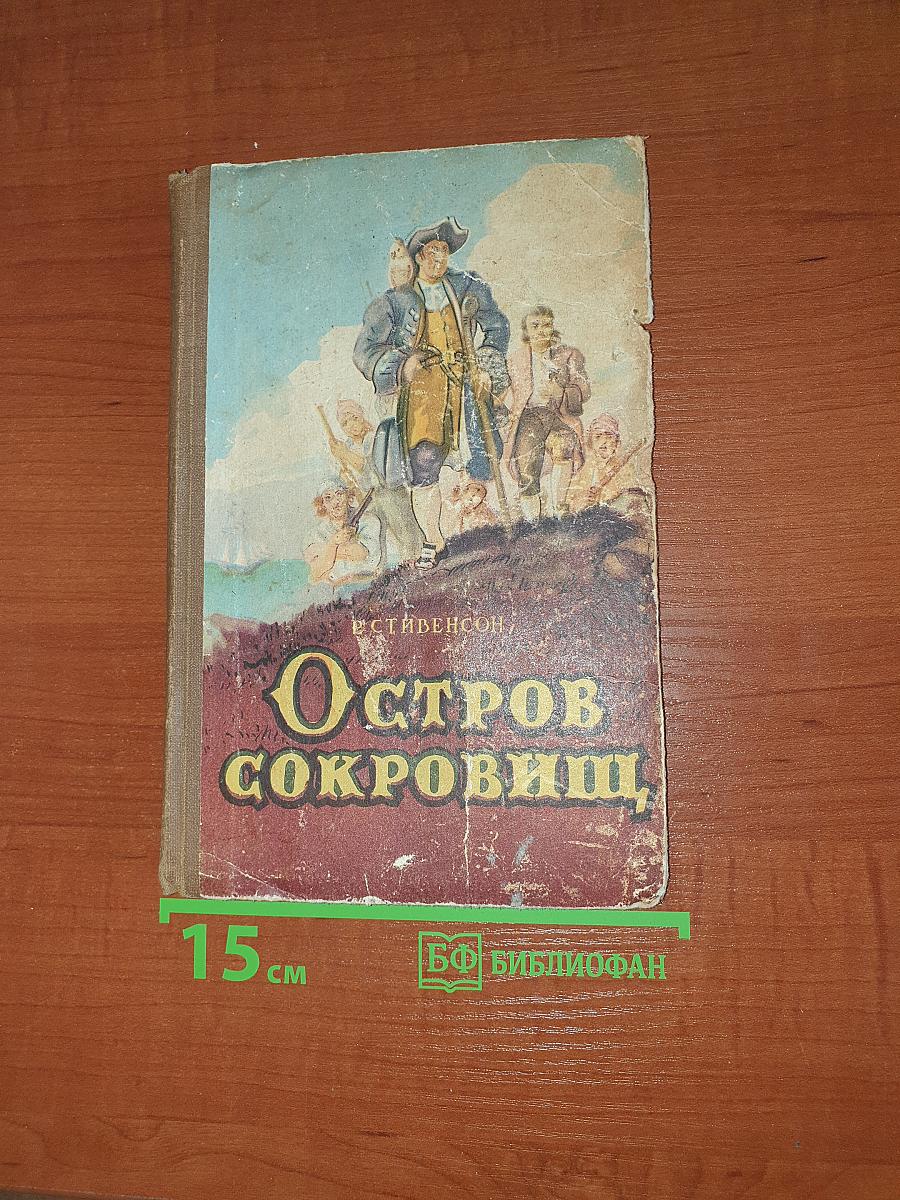 Р. СТИВЕНСОН
ОСТРОВ
СОКРОВИЩ
15 см
БФ БИБЛИОФАН